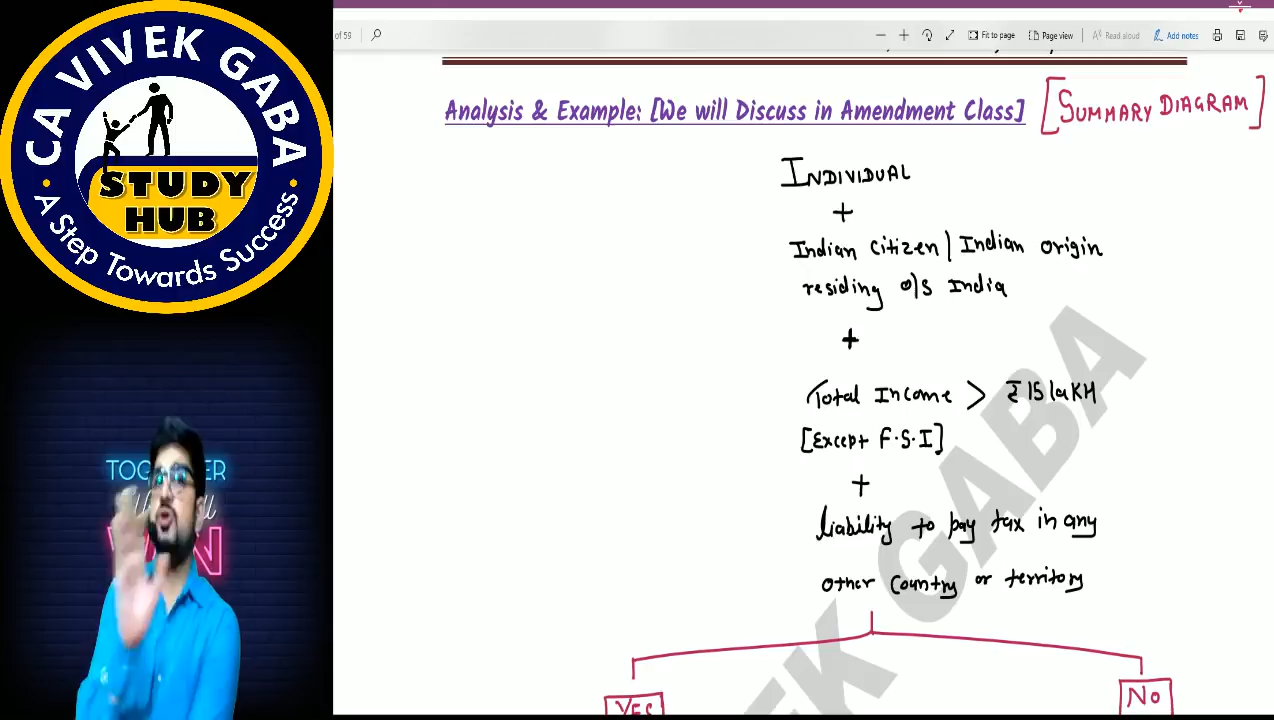 CA VIVEK GABA
STUDY
HUB
A Step Towards Success
of 59
Fit to page
Page view
Read aloud
Add notes
Analysis & Example: [We will Discuss in Amendment Class]
[SUMMARY DIAGRAM]
INDIVIDUAL
+
Indian citizen | Indian origin
residing o/s India
+
Total Income > ₹15 laKH
[Except F.S.I]
+
liability to pay tax in any
other country or territory
YES
NO
TOGETHER
GABA